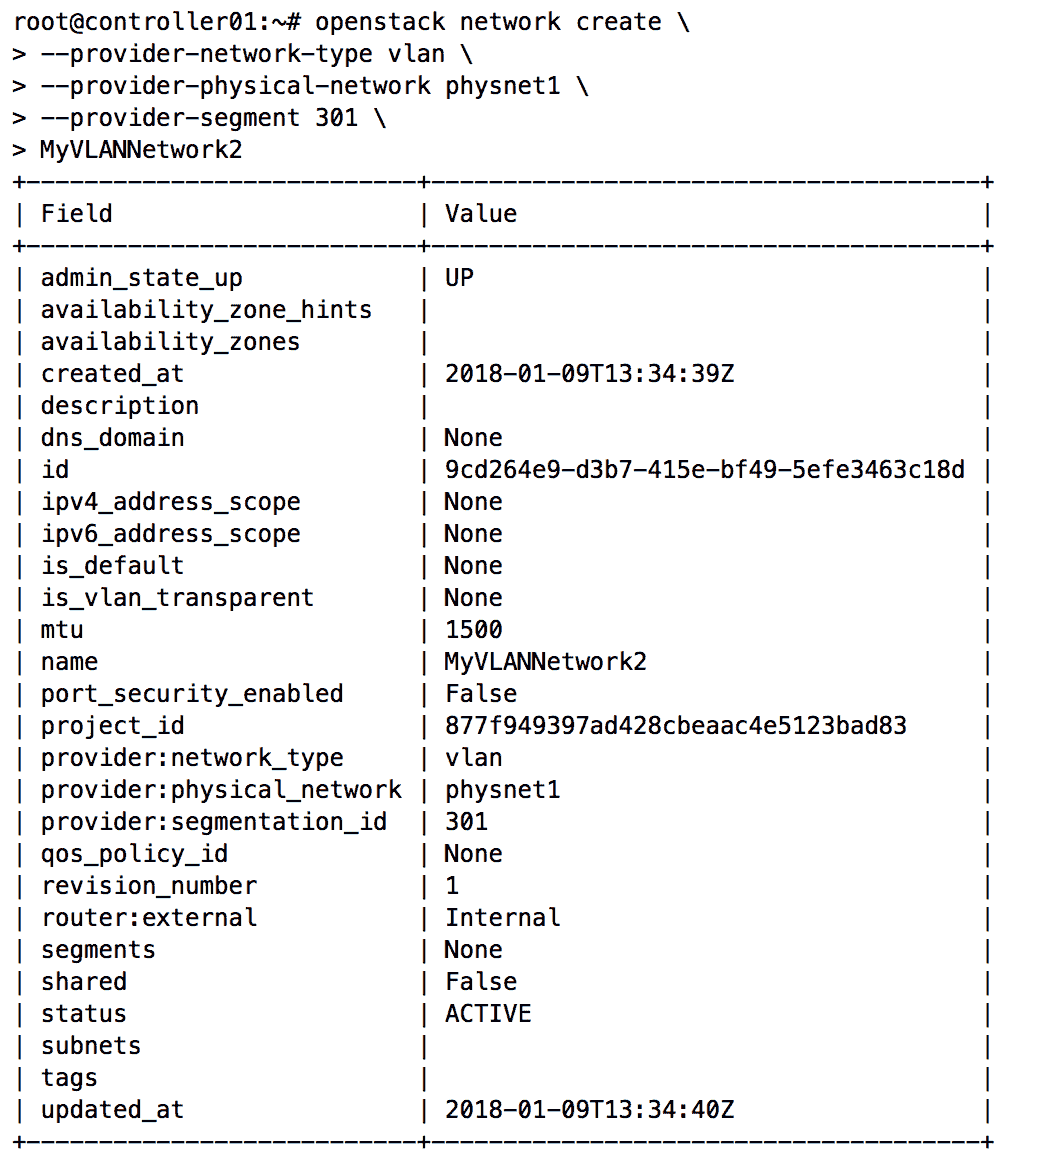 root@controller01:~# openstack network create \
> --provider-network-type vlan \
> --provider-physical-network physnet1 \
> --provider-segment 301 \
> MyVLANNetwork2
+---------------------------+--------------------------------------+
| Field                     | Value                                |
+---------------------------+--------------------------------------+
| admin_state_up            | UP                                   |
| availability_zone_hints   |                                      |
| availability_zones        |                                      |
| created_at                | 2018-01-09T13:34:39Z                 |
| description               |                                      |
| dns_domain                | None                                 |
| id                        | 9cd264e9-d3b7-415e-bf49-5efe3463c18d |
| ipv4_address_scope        | None                                 |
| ipv6_address_scope        | None                                 |
| is_default                | None                                 |
| is_vlan_transparent       | None                                 |
| mtu                       | 1500                                 |
| name                      | MyVLANNetwork2                       |
| port_security_enabled     | False                                |
| project_id                | 877f949397ad428cbeaac4e5123bad83     |
| provider:network_type     | vlan                                 |
| provider:physical_network | physnet1                             |
| provider:segmentation_id  | 301                                  |
| qos_policy_id             | None                                 |
| revision_number           | 1                                    |
| router:external           | Internal                             |
| segments                  | None                                 |
| shared                    | False                                |
| status                    | ACTIVE                               |
| subnets                   |                                      |
| tags                      |                                      |
| updated_at                | 2018-01-09T13:34:40Z                 |
+---------------------------+--------------------------------------+